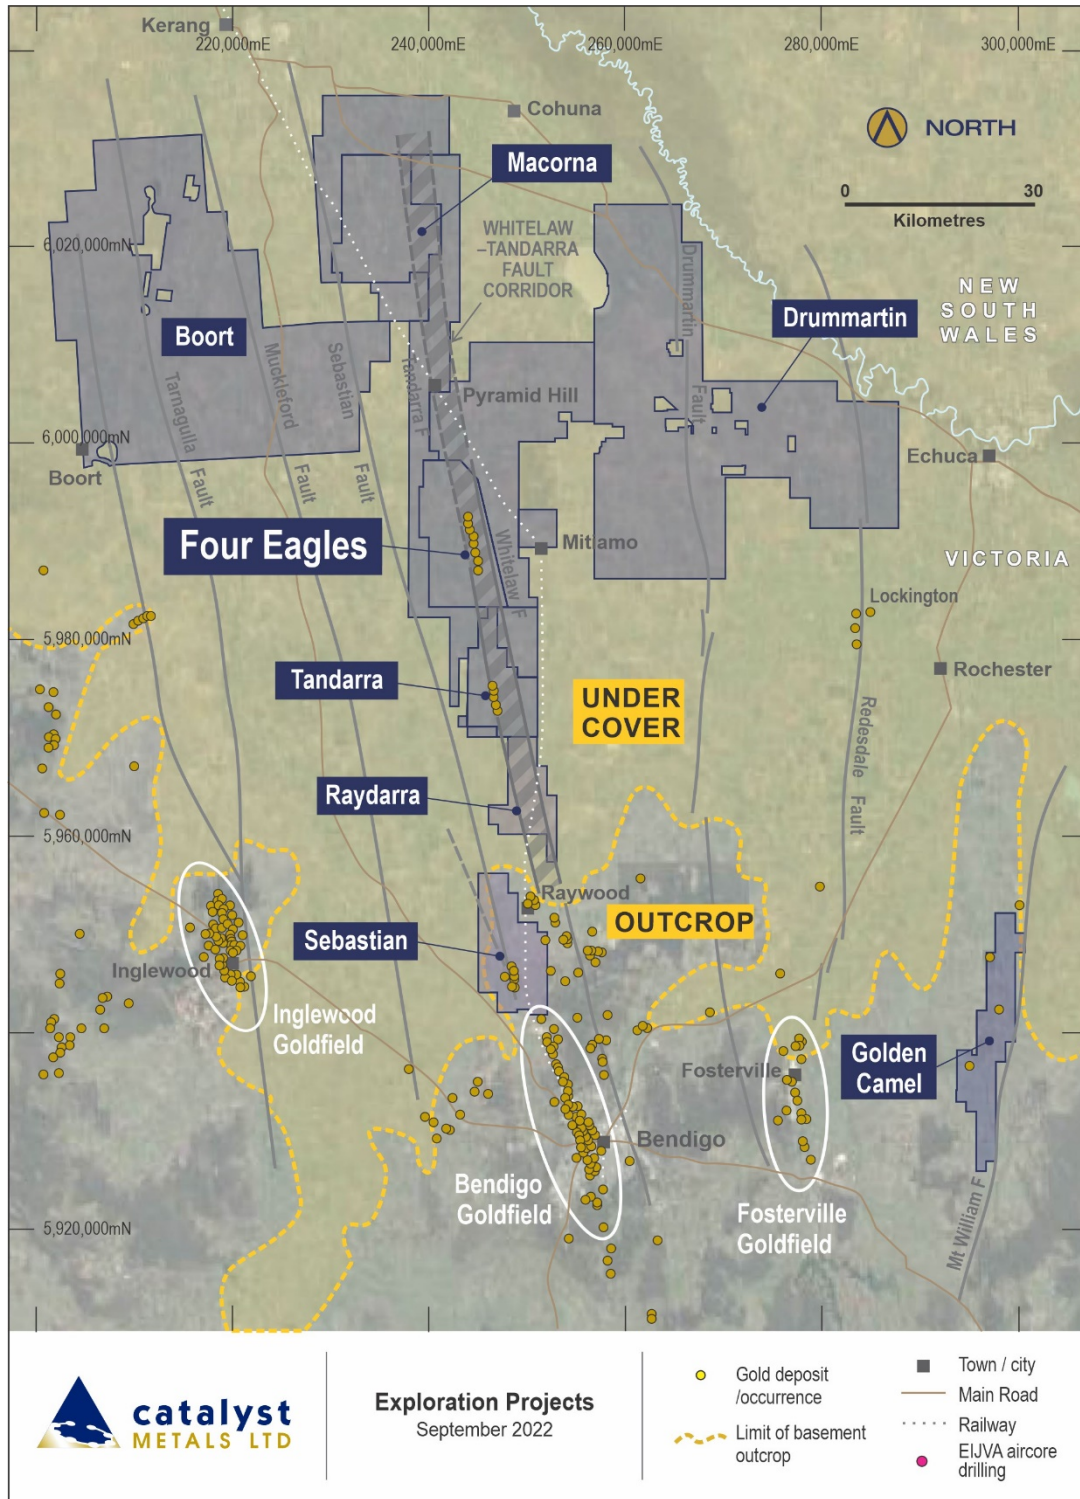 Kerang
220,000mE
240,000mE
260,000mE
280,000mE
300,000mE
Cohuna
NORTH
Macorna
0
30
Kilometres
WHITELAW
–TANDARRA
FAULT
CORRIDOR
6,020,000mN
Drummartin
Fault
NEW
SOUTH
WALES
Drummartin
Boort
Tarnagulla
Fault
Muckleford
Fault
Sebastian
Fault
Tandarra F
Pyramid Hill
6,000,000mN
Boort
Echuca
Four Eagles
Whitelaw F
Mitiamo
VICTORIA
Lockington
5,980,000mN
Rochester
Tandarra
UNDER
COVER
Redesdale
Fault
Raydarra
5,960,000mN
Raywood
OUTCROP
Sebastian
Inglewood
Inglewood
Goldfield
Fosterville
Golden
Camel
Bendigo
Bendigo
Goldfield
Fosterville
Goldfield
Mt William F
5,920,000mN
catalyst
METALS LTD
Exploration Projects
September 2022
Gold deposit
/occurrence
Limit of basement
outcrop
Town / city
Main Road
Railway
EIJVA aircore
drilling